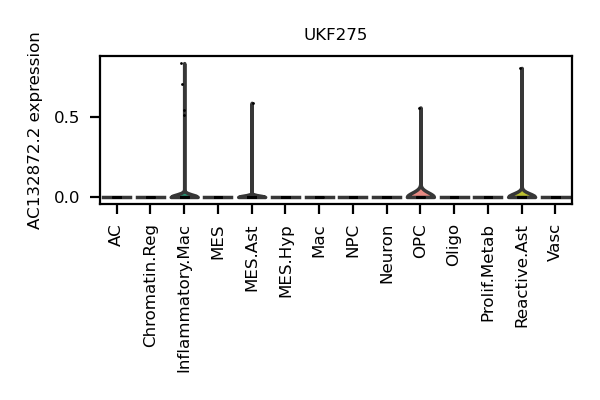 UKF275
AC132872.2 expression
0.5
0.0
AC
Chromatin.Reg
Inflammatory.Mac
MES
MES.Ast
MES.Hyp
Mac
NPC
Neuron
OPC
Oligo
Prolif.Metab
Reactive.Ast
Vasc